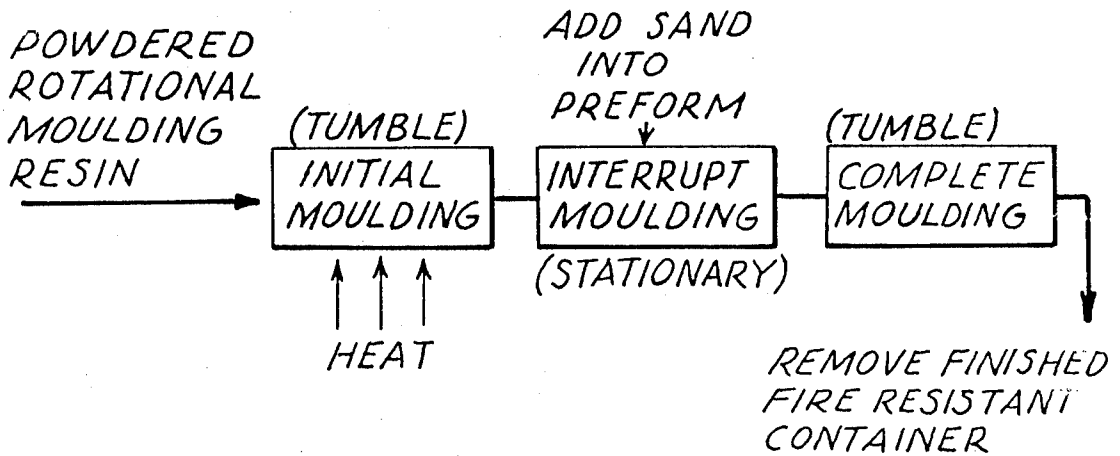 POWDERED
ROTATIONAL
MOULDING
RESIN
(TUMBLE)
INITIAL
MOULDING
HEAT
ADD SAND
INTO
PREFORM
INTERRUPT
MOULDING
(STATIONARY)
(TUMBLE)
COMPLETE
MOULDING
REMOVE FINISHED
FIRE RESISTANT
CONTAINER